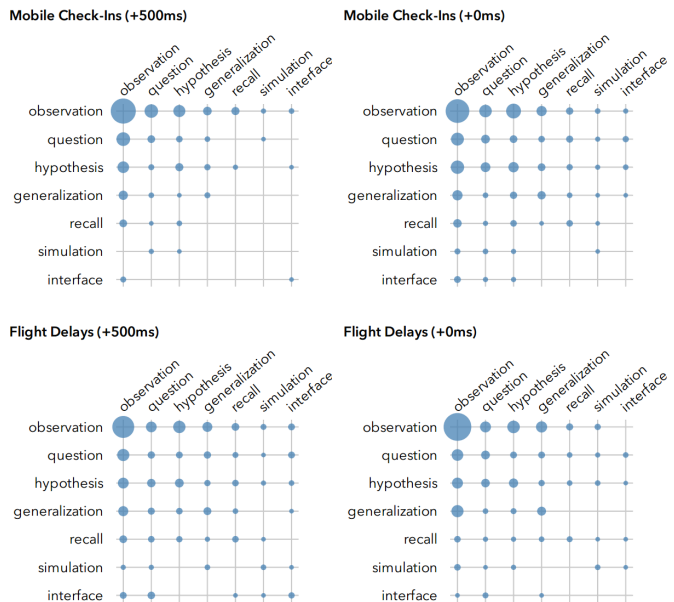 Mobile Check-Ins (+500ms)
observation
question
hypothesis
generalization
recall
simulation
interface
observation
question
hypothesis
generalization
recall
simulation
interface
Mobile Check-Ins (+0ms)
observation
question
hypothesis
generalization
recall
simulation
interface
observation
question
hypothesis
generalization
recall
simulation
interface
Flight Delays (+500ms)
observation
question
hypothesis
generalization
recall
simulation
interface
observation
question
hypothesis
generalization
recall
simulation
interface
Flight Delays (+0ms)
observation
question
hypothesis
generalization
recall
simulation
interface
observation
question
hypothesis
generalization
recall
simulation
interface